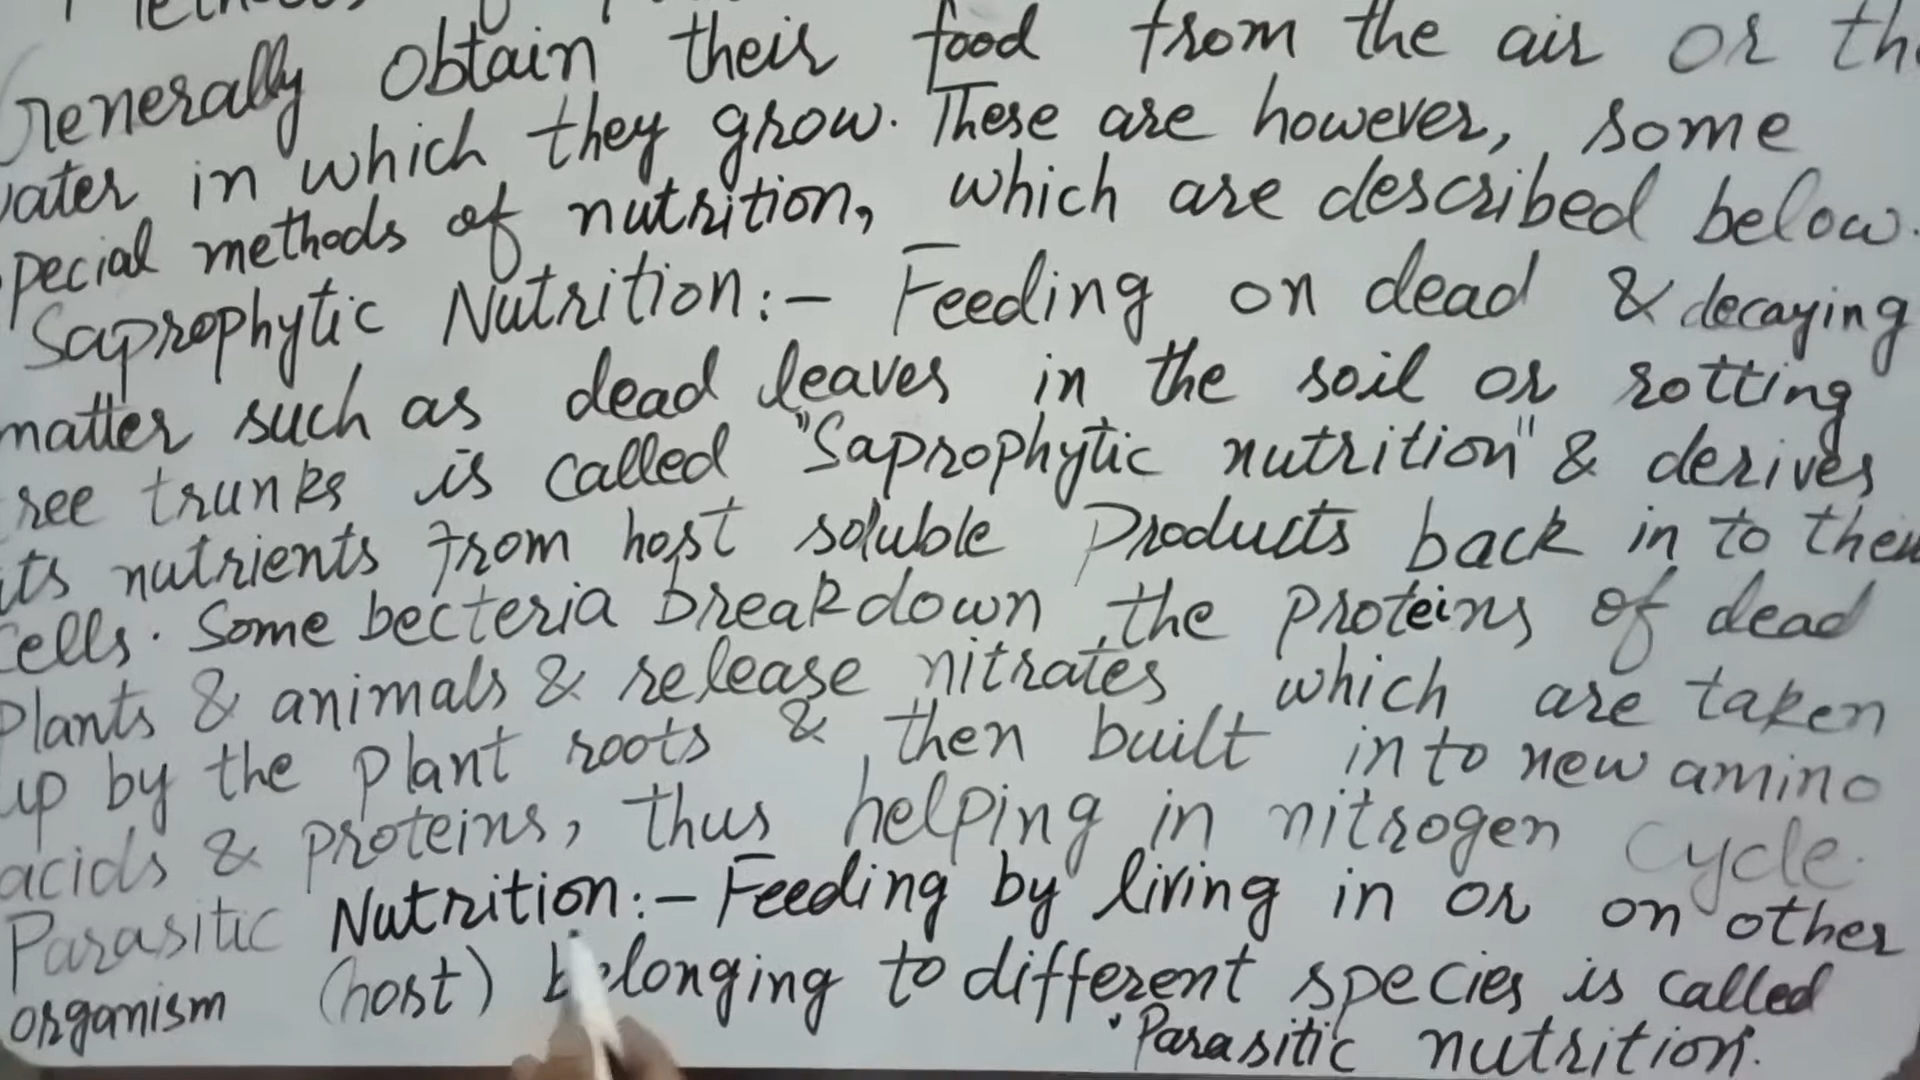 Generally obtain their food from the air or the
water in which they grow. These are however, some
special methods of nutrition, which are described below.
Saprophytic Nutrition:- Feeding on dead & decaying
matter such as dead leaves in the soil or rotting
tree trunks is called "Saprophytic nutrition" & derives
its nutrients from host soluble Products back in to their
cells. Some becteria breakdown the proteins of dead
Plants & animals & release nitrates which are taken
up by the plant roots & then built in to new amino
acids & proteins, thus helping in nitrogen cycle.
Parasitic Nutrition:- Feeding by living in or on other
organism (host) belonging to different species is called
"Parasitic nutrition.